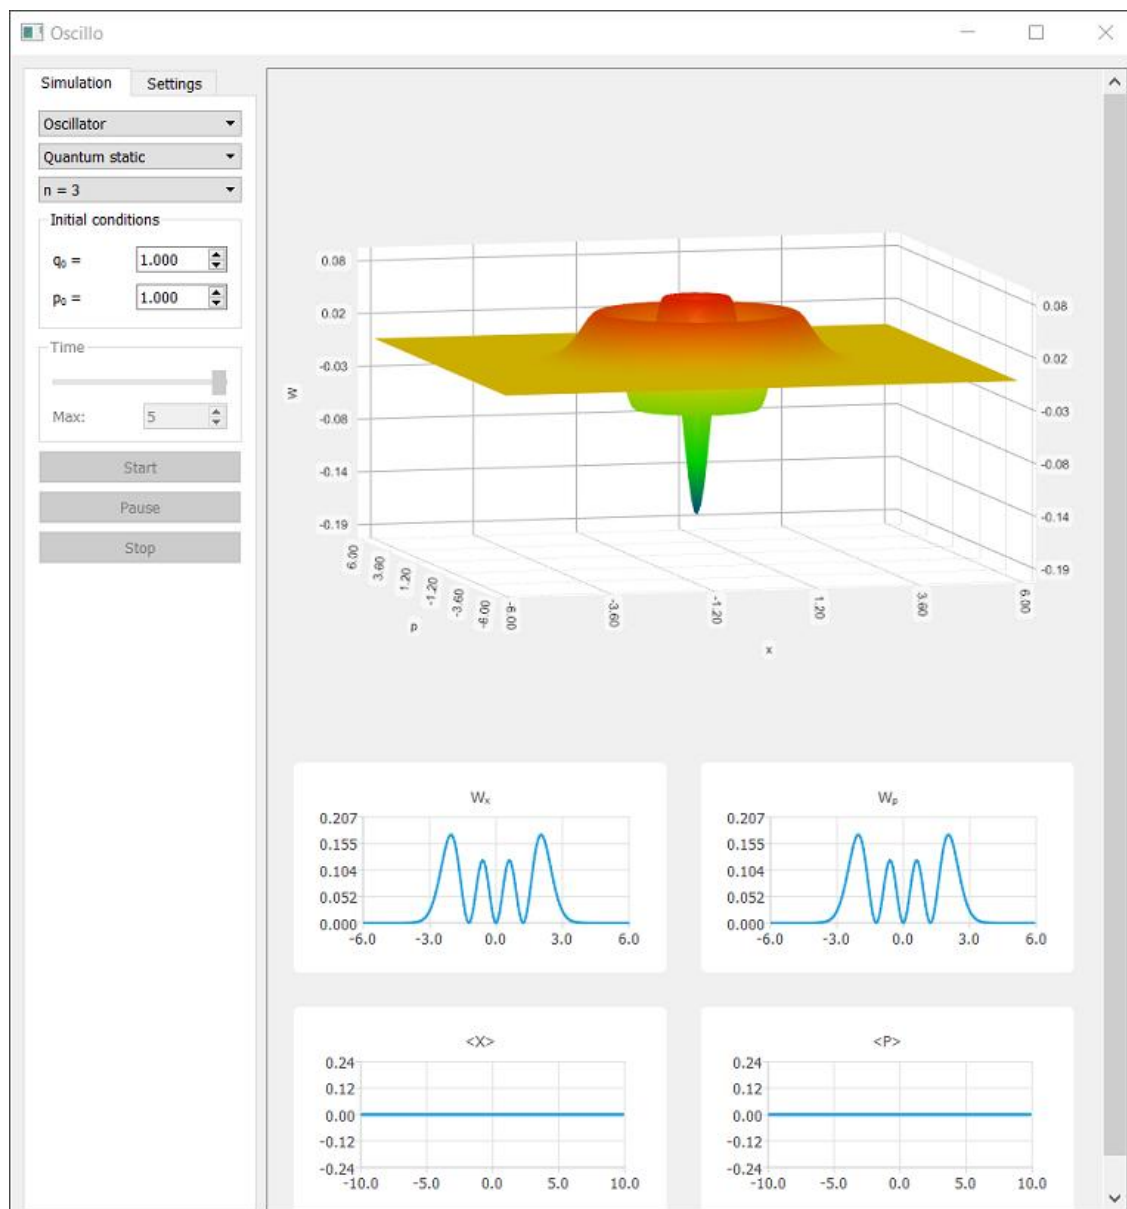 Oscillo
Simulation Settings
Oscillator
Quantum static
n = 3
Initial conditions
q₀ = 1.000
p₀ = 1.000
Time
Max: 5
Start
Pause
Stop
0.08
0.02
-0.03
-0.08
-0.14
-0.19
W
0.08
0.02
-0.03
-0.08
-0.14
-0.19
6.00 3.60 1.20 -1.20 -3.60 -6.00
p
-6.00 -3.60 -1.20 1.20 3.60 6.00
x
Wₓ
0.207
0.155
0.104
0.052
0.000
-6.0 -3.0 0.0 3.0 6.0
Wₚ
0.207
0.155
0.104
0.052
0.000
-6.0 -3.0 0.0 3.0 6.0
<X>
0.24
0.12
0.00
-0.12
-0.24
-10.0 -5.0 0.0 5.0 10.0
<P>
0.24
0.12
0.00
-0.12
-0.24
-10.0 -5.0 0.0 5.0 10.0